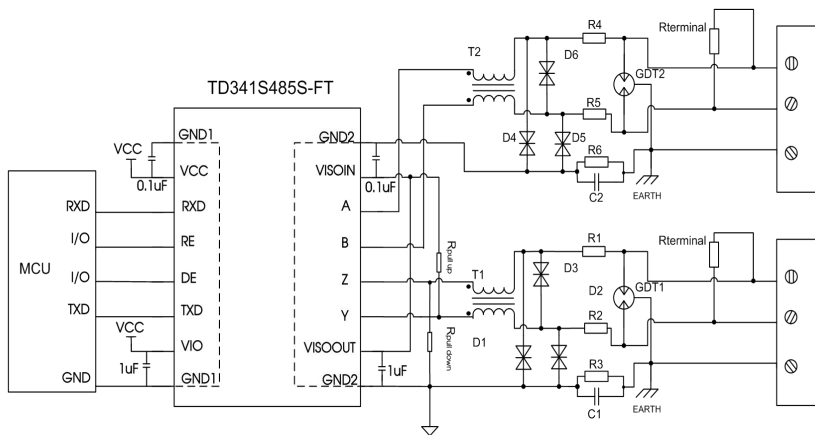 R4
Rterminal
T2
D6
GDT2
TD341S485S-FT
R5
GND1
GND2
D4
D5
VCC
R6
VCC
VISOIN
0.1uF
0.1uF
C2
EARTH
RXD
RXD
A
MCU
I/O
RE
B
Rpull up
R1
Rterminal
I/O
DE
Z
T1
D3
D2
GDT1
TXD
TXD
Y
R2
VCC
VIO
VISOOUT
D1
Rpull down
1uF
1uF
R3
GND
GND1
GND2
C1
EARTH